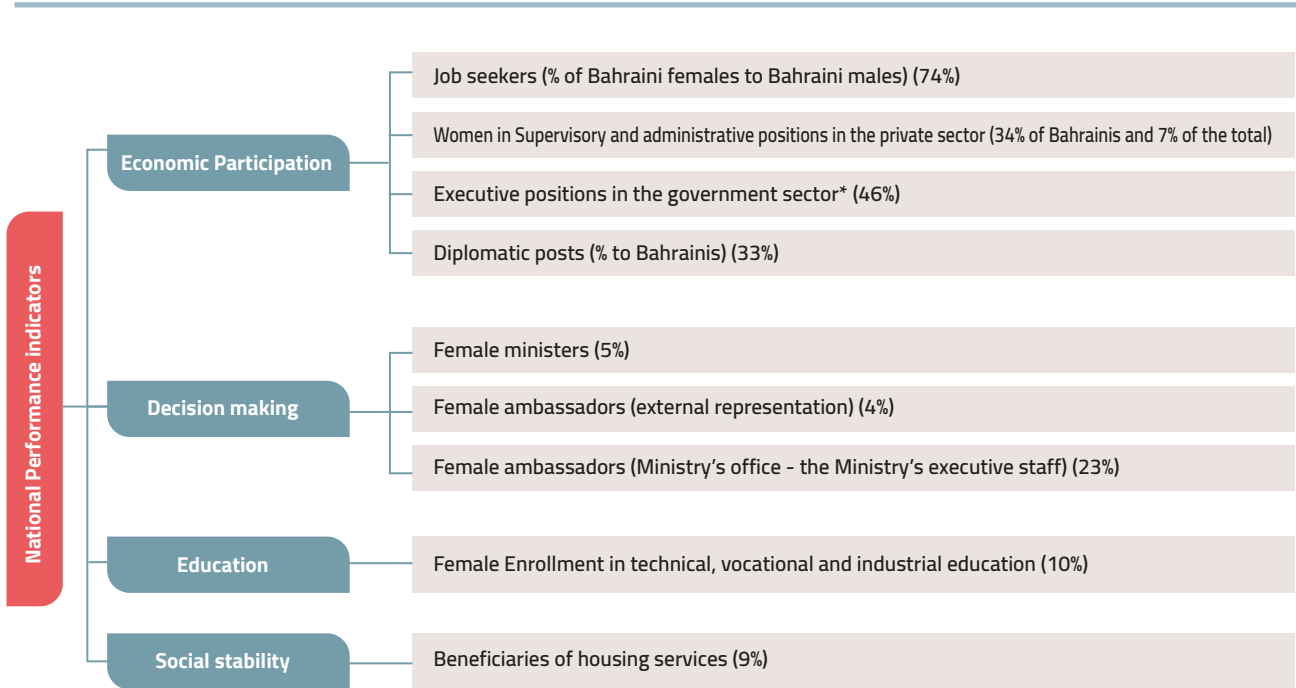 National Performance indicators
Economic Participation
Job seekers (% of Bahraini females to Bahraini males) (74%)
Women in Supervisory and administrative positions in the private sector (34% of Bahrainis and 7% of the total)
Executive positions in the government sector* (46%)
Diplomatic posts (% to Bahrainis) (33%)
Decision making
Female ministers (5%)
Female ambassadors (external representation) (4%)
Female ambassadors (Ministry’s office - the Ministry’s executive staff) (23%)
Education
Female Enrollment in technical, vocational and industrial education (10%)
Social stability
Beneficiaries of housing services (9%)